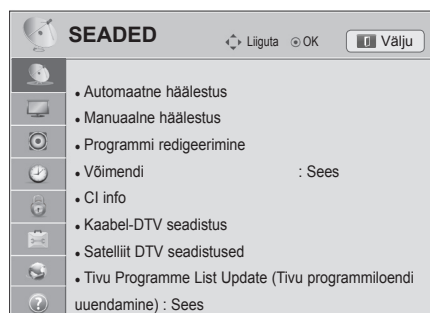 SEADED
Liiguta
OK
Välju
• Automaatne häälestus
• Manuaalne häälestus
• Programmi redigeerimine
• Võimendi : Sees
• CI info
• Kaabel-DTV seadistus
• Satelliit DTV seadistused
• Tivu Programme List Update (Tivu programmiloendi
uuendamine) : Sees
?